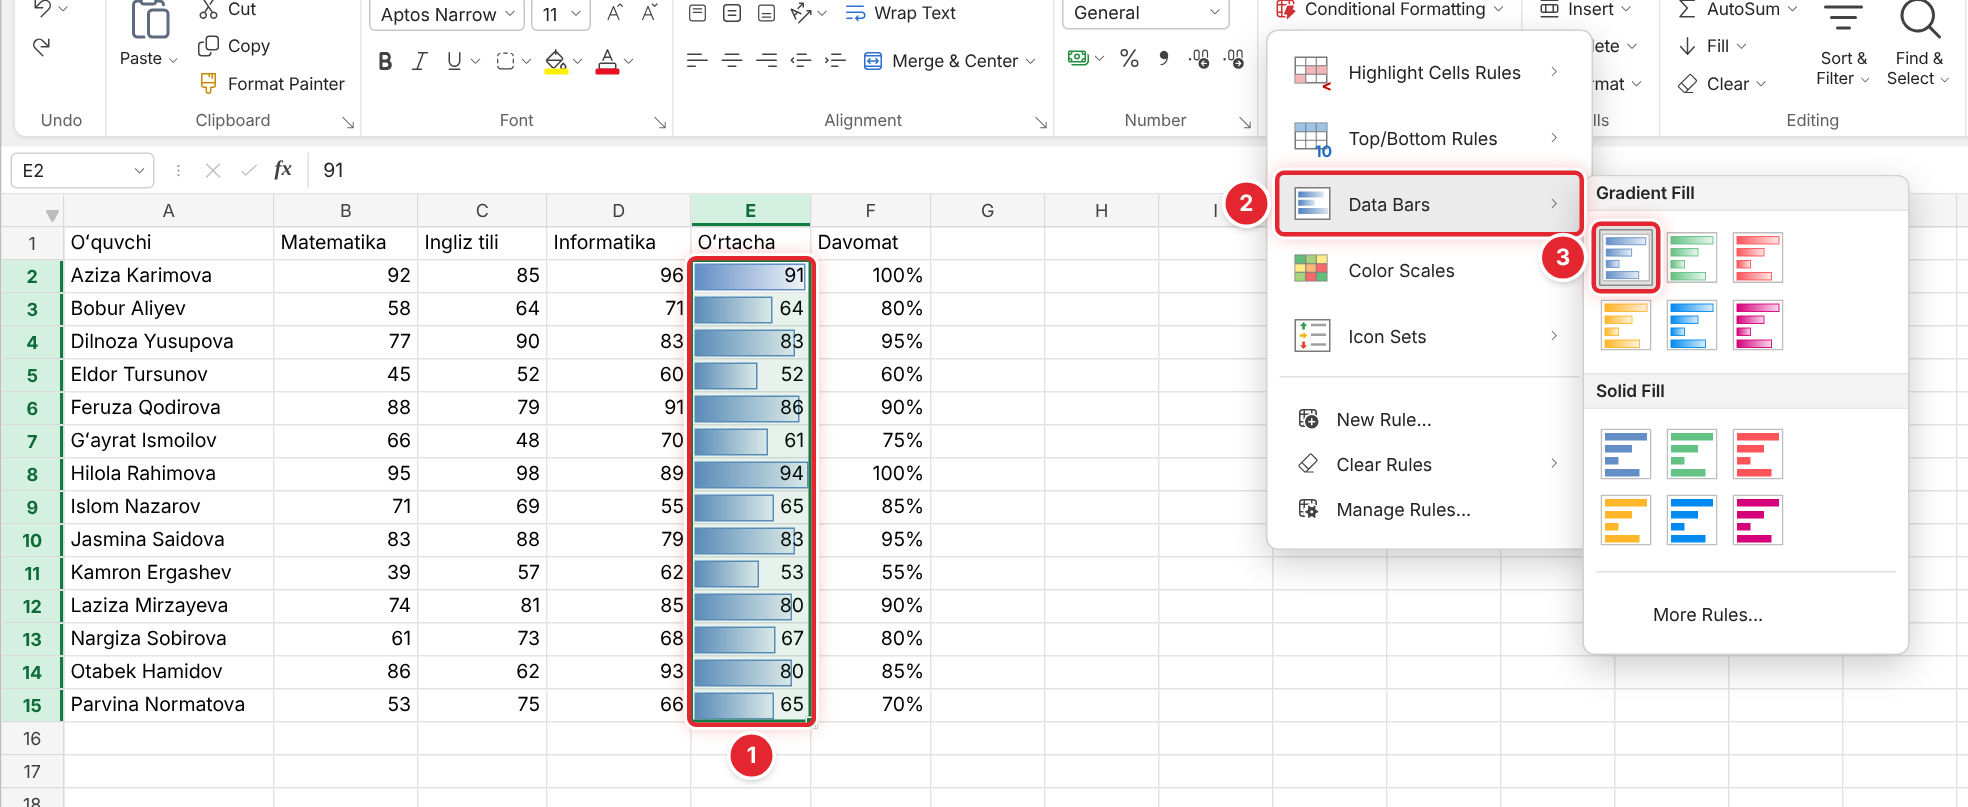 Cut
Copy
Paste
Format Painter
Undo
Clipboard
Aptos Narrow
11
B I U
A
Font
Wrap Text
Merge & Center
Alignment
General
%
Number
Conditional Formatting
Insert
lete
mat
lls
AutoSum
Fill
Clear
Sort &
Filter
Find &
Select
Editing
E2
fx
91
A B C D E F G H I
1 Oʻquvchi Matematika Ingliz tili Informatika Oʻrtacha Davomat
2 Aziza Karimova 92 85 96 91 100%
3 Bobur Aliyev 58 64 71 64 80%
4 Dilnoza Yusupova 77 90 83 83 95%
5 Eldor Tursunov 45 52 60 52 60%
6 Feruza Qodirova 88 79 91 86 90%
7 Gʻayrat Ismoilov 66 48 70 61 75%
8 Hilola Rahimova 95 98 89 94 100%
9 Islom Nazarov 71 69 55 65 85%
10 Jasmina Saidova 83 88 79 83 95%
11 Kamron Ergashev 39 57 62 53 55%
12 Laziza Mirzayeva 74 81 85 80 90%
13 Nargiza Sobirova 61 73 68 67 80%
14 Otabek Hamidov 86 62 93 80 85%
15 Parvina Normatova 53 75 66 65 70%
16
17
18
1
Highlight Cells Rules
10
Top/Bottom Rules
2
Data Bars
Color Scales
Icon Sets
New Rule...
Clear Rules
Manage Rules...
Gradient Fill
3
Solid Fill
More Rules...